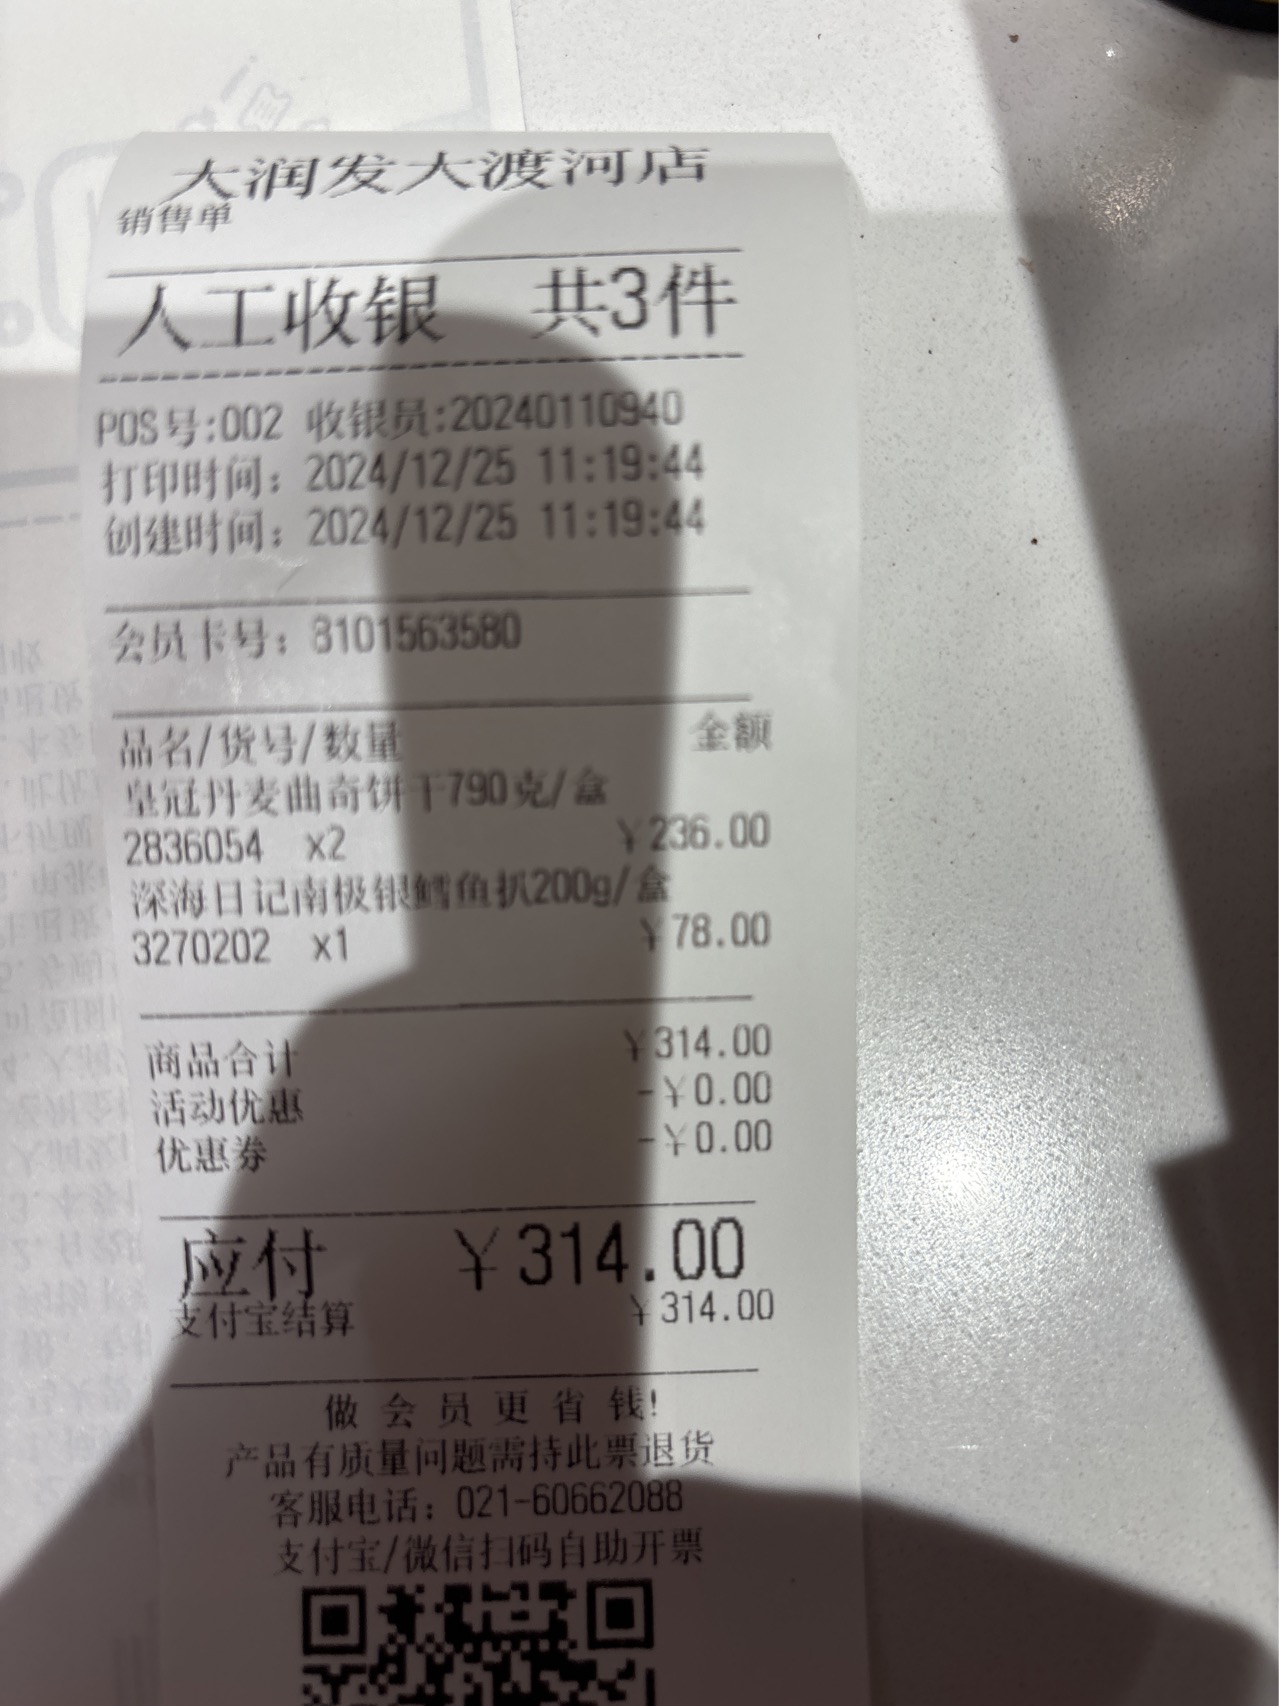 大润发大渡河店
销售单
人工收银 共3件
POS号:002 收银员:20240110940
打印时间: 2024/12/25 11:19:44
创建时间: 2024/12/25 11:19:44
会员卡号: 3101563580
品名/货号/数量 金额
皇冠丹麦曲奇饼干790克/盒
2836054 x2 ¥236.00
深海日记南极银鳕鱼扒200g/盒
3270202 x1 ¥78.00
商品合计 ¥314.00
活动优惠 -¥0.00
优惠券 -¥0.00
应付 ¥314.00
支付宝结算 ¥314.00
做会员更省钱!
产品有质量问题需持此票退货
客服电话: 021-60662088
支付宝/微信扫码自助开票